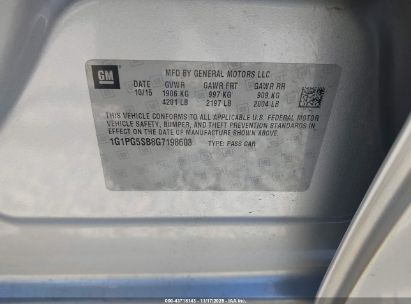 GM
MFD BY GENERAL MOTORS LLC
DATE GVWR GAWR FRT GAWR RR
10/15 1906 KG 997 KG 909 KG
4201 LB 2197 LB 2004 LB
THIS VEHICLE CONFORMS TO ALL APPLICABLE U.S. FEDERAL MOTOR
VEHICLE SAFETY, BUMPER, AND THEFT PREVENTION STANDARDS IN
EFFECT ON THE DATE OF MANUFACTURE SHOWN ABOVE.
1G1PG5SB8G7198603 TYPE: PASS CAR